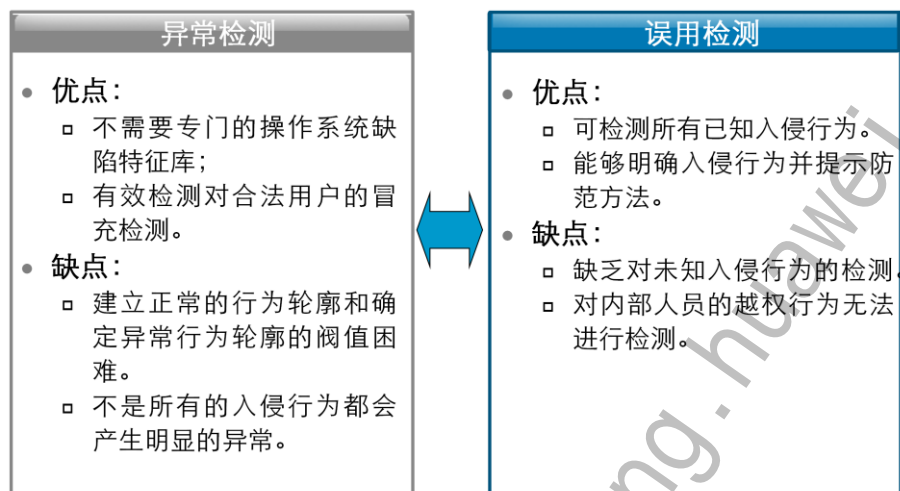 异常检测
优点：
不需要专门的操作系统缺
陷特征库；
有效检测对合法用户的冒
充检测。
缺点：
建立正常的行为轮廓和确
定异常行为轮廓的阀值困
难。
不是所有的入侵行为都会
产生明显的异常。
误用检测
优点：
可检测所有已知入侵行为。
能够明确入侵行为并提示防
范方法。
缺点：
缺乏对未知入侵行为的检测。
对内部人员的越权行为无法
进行检测。
ng.huawei